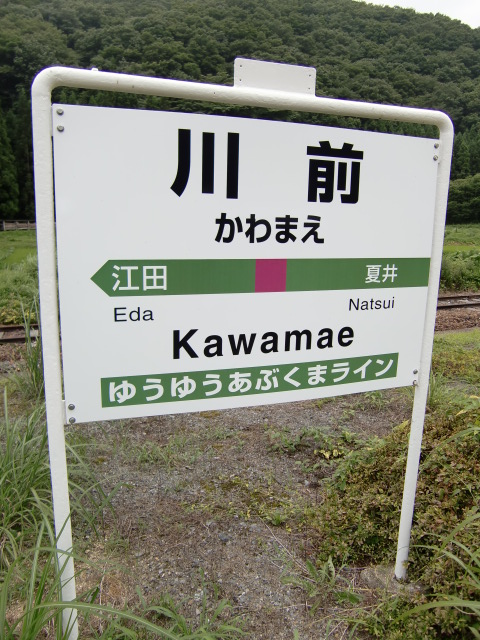 川前
かわまえ
江田 夏井
Eda Natsui
Kawamae
ゆうゆうあぶくまライン